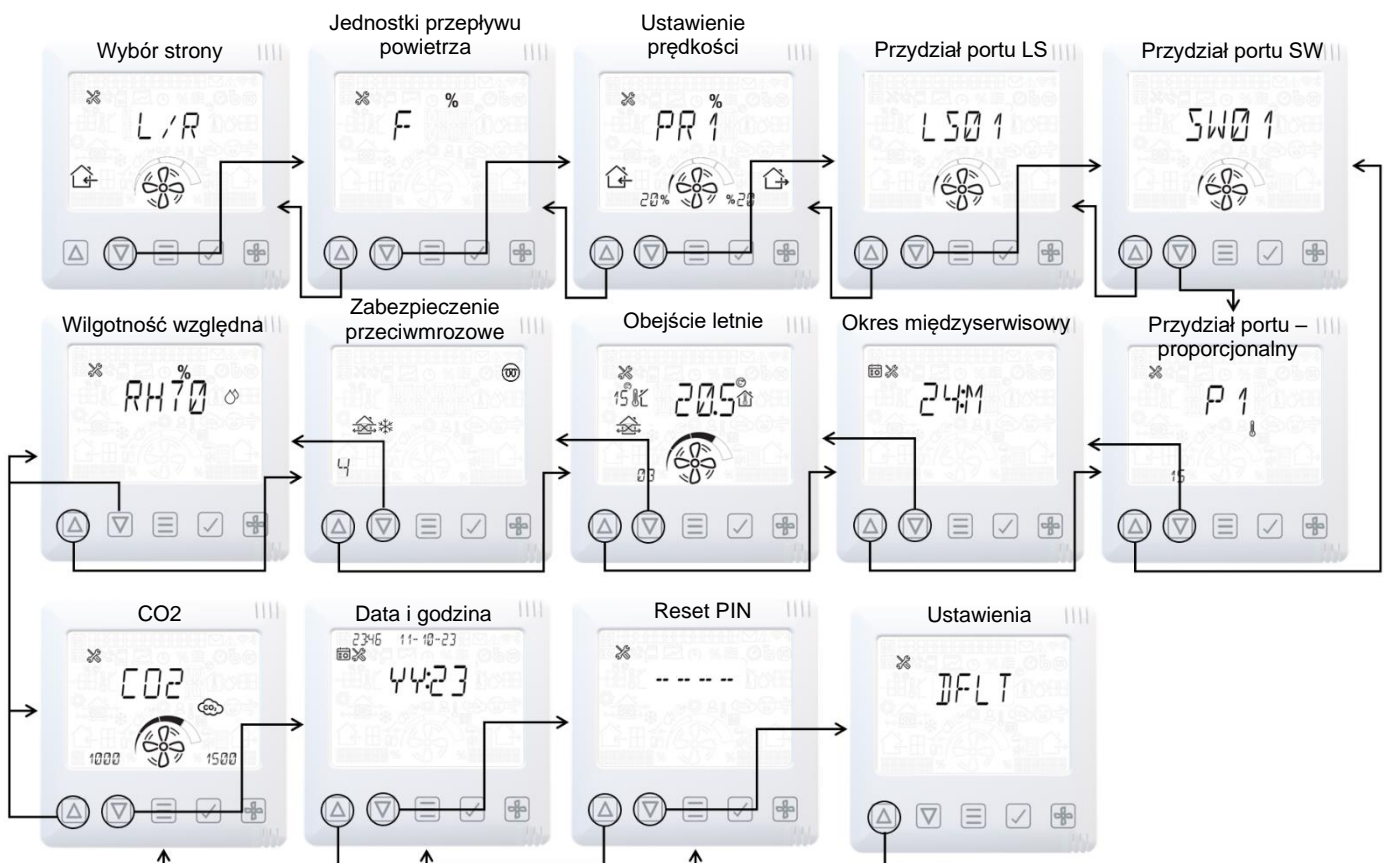 Wybór strony
L/R
Jednostki przepływu
powietrza
%
F
Ustawienie
prędkości
%
PR1
20% %20
Przydział portu LS
LS01
Przydział portu SW
SW01
Wilgotność względna
%
RH70
Zabezpieczenie
przeciwmrozowe
4
Obejście letnie
15 20.5
03
Okres międzyserwisowy
24:M
Przydział portu –
proporcjonalny
P1
15
CO2
CO2
CO₂
1000 1500
Data i godzina
23:46 11-10-23
YY:23
Reset PIN
-- -- -- --
Ustawienia
DFLT